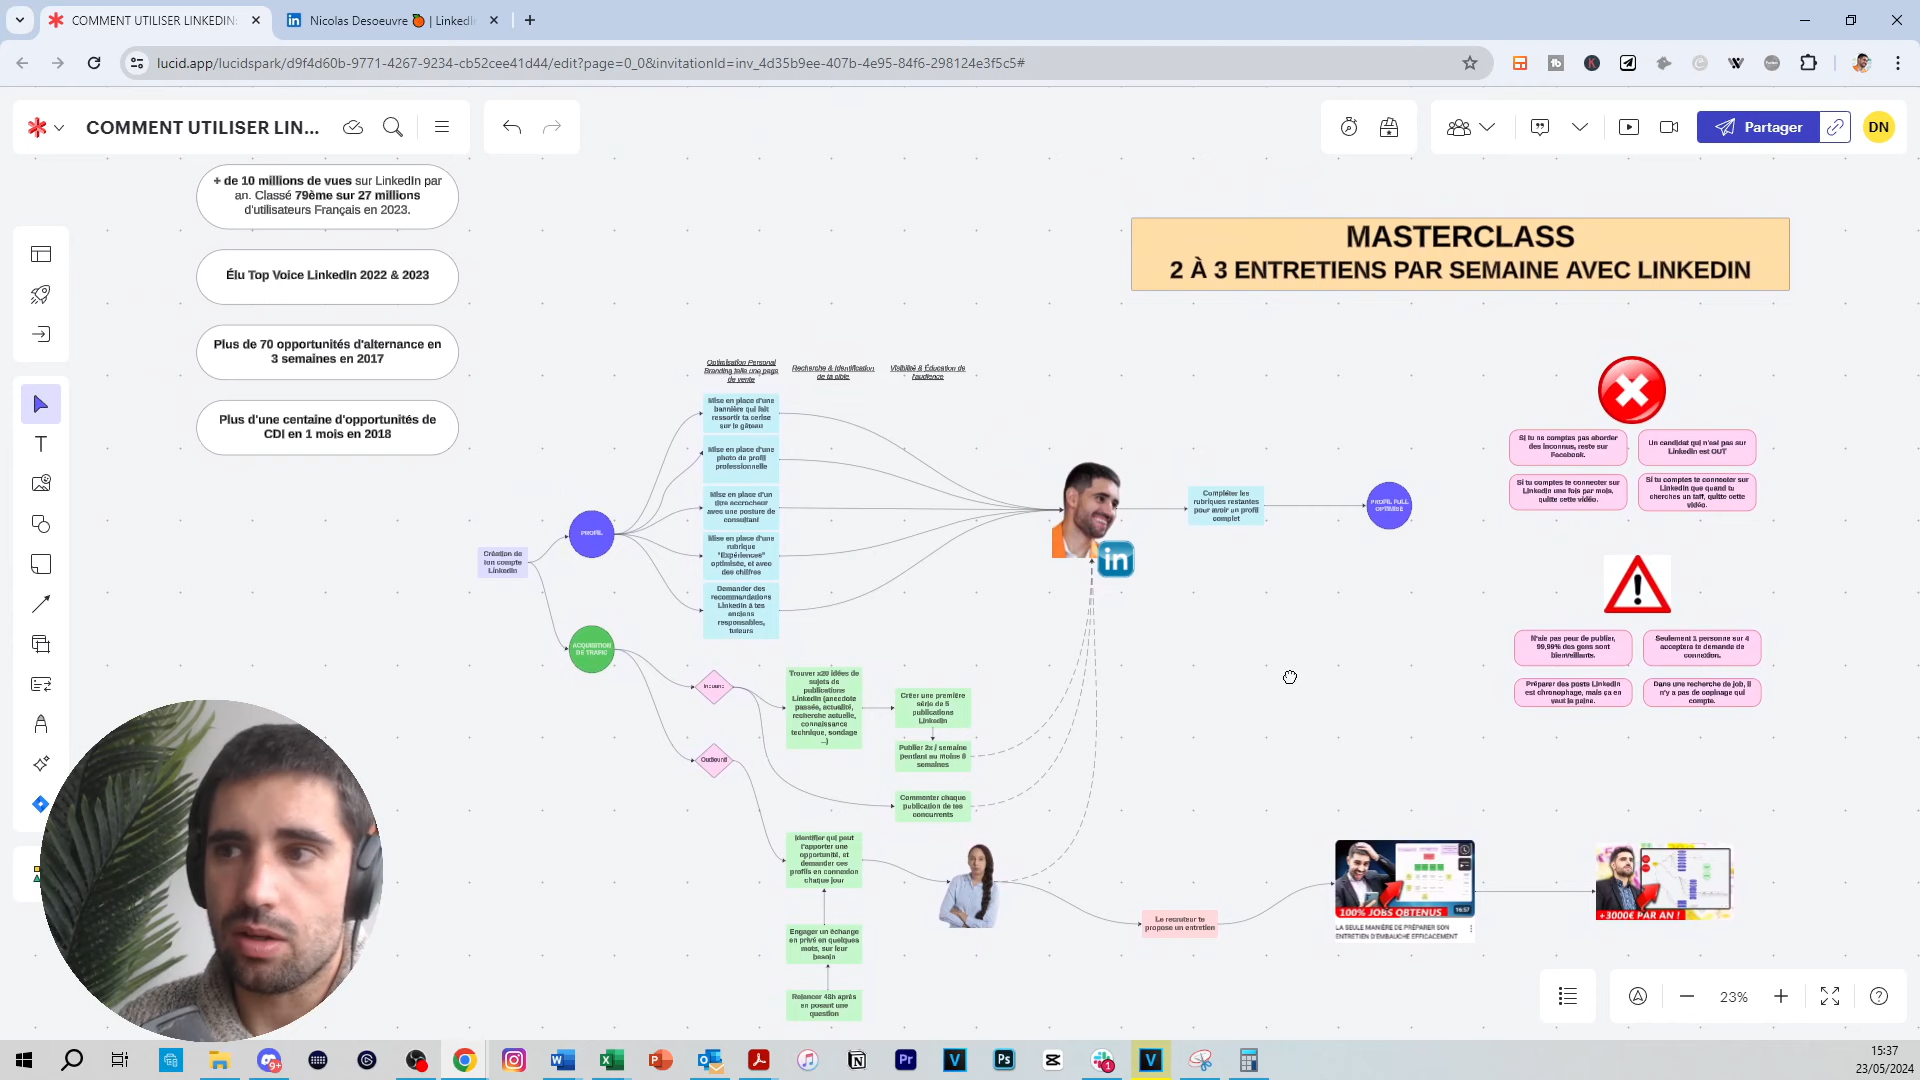 COMMENT UTILISER LINKEDIN
Nicolas Desoeuvre | LinkedIn
lucid.app/lucidspark/d9f4d60b-9771-4267-9234-cb52cee41d44/edit?page=0_0&invitationId=inv_4d35b9ee-407b-4e95-84f6-298124e3f5c5#
COMMENT UTILISER LIN...
Partager
DN
+ de 10 millions de vues sur LinkedIn par
an. Classé 79ème sur 27 millions
d'utilisateurs Français en 2023.
Élu Top Voice LinkedIn 2022 & 2023
Plus de 70 opportunités d'alternance en
3 semaines en 2017
Plus d'une centaine d'opportunités de
CDI en 1 mois en 2018
MASTERCLASS
2 À 3 ENTRETIENS PAR SEMAINE AVEC LINKEDIN
Optimisation Personal
Branding telle une page
de vente
Recherche & Identification
de ta cible
Visibilité & Éducation de
l'audience
Mise en place d'une
bannière qui fait
ressortir ta cerise
sur le gâteau
Mise en place d'une
photo de profil
professionnelle
Mise en place d'un
titre accrocheur
avec une posture de
consultant
Mise en place d'une
rubrique
"Expériences"
optimisée, et avec
des chiffres
Demander des
recommandations
LinkedIn à tes
anciens
responsables,
tuteurs
Création de
ton compte
LinkedIn
PROFIL
ACQUISITION
DE TRAFIC
Inbound
Outbound
Trouver x20 idées de
sujets de
publications
LinkedIn (anecdote
passée, actualité,
recherche actuelle,
connaissance
technique, sondage
...)
Créer une première
série de 5
publications
LinkedIn
Publier 2x / semaine
pendant au moins 8
semaines
Commenter chaque
publication de tes
concurrents
Identifier qui peut
t'apporter une
opportunité, et
demander ces
profils en connexion
chaque jour
Engager un échange
en privé en quelques
mots, sur leur
besoin
Relancer 48h après
en posant une
question
in
Compléter les
rubriques restantes
pour avoir un profil
complet
PROFIL FULL
OPTIMISÉ
Si tu ne comptes pas aborder
des inconnus, reste sur
Facebook.
Un candidat qui n'est pas sur
LinkedIn est OUT
Si tu comptes te connecter sur
LinkedIn une fois par mois,
quitte cette vidéo.
Si tu comptes te connecter sur
LinkedIn que quand tu
cherches un taff, quitte cette
vidéo.
N'aie pas peur de publier,
99,99% des gens sont
bienveillants.
Seulement 1 personne sur 4
acceptera ta demande de
connexion.
Préparer des posts LinkedIn
est chronophage, mais ça en
vaut la peine.
Dans une recherche de job, il
n'y a pas de copinage qui
compte.
Le recruteur te
propose un entretien
100% JOBS OBTENUS
16:57
LA SEULE MANIÈRE DE PRÉPARER SON
ENTRETIEN D'EMBAUCHE EFFICACEMENT
+3000€ PAR AN !
23%
15:37
23/05/2024